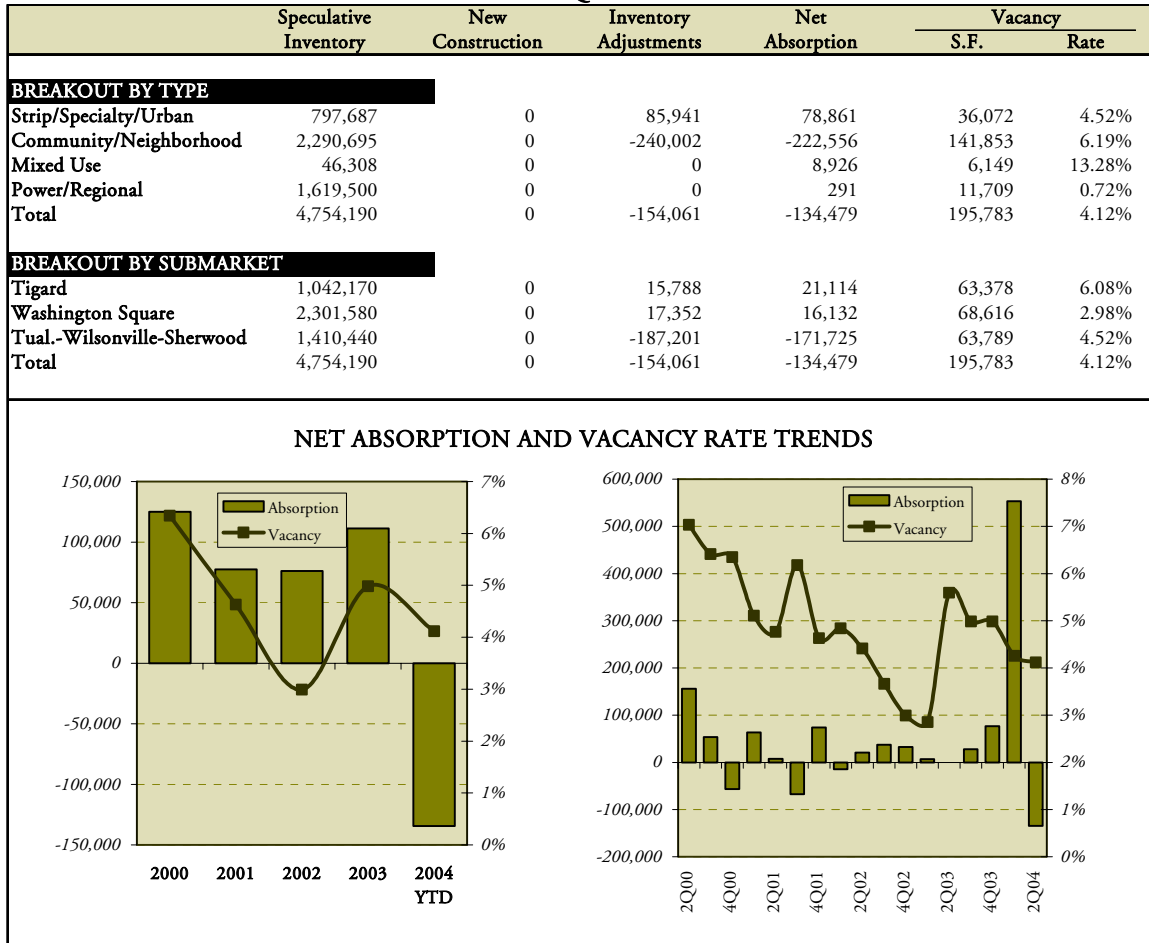 Speculative New Inventory Net Vacancy
Inventory Construction Adjustments Absorption S.F. Rate
BREAKOUT BY TYPE
Strip/Specialty/Urban 797,687 0 85,941 78,861 36,072 4.52%
Community/Neighborhood 2,290,695 0 -240,002 -222,556 141,853 6.19%
Mixed Use 46,308 0 0 8,926 6,149 13.28%
Power/Regional 1,619,500 0 0 291 11,709 0.72%
Total 4,754,190 0 -154,061 -134,479 195,783 4.12%
BREAKOUT BY SUBMARKET
Tigard 1,042,170 0 15,788 21,114 63,378 6.08%
Washington Square 2,301,580 0 17,352 16,132 68,616 2.98%
Tual.-Wilsonville-Sherwood 1,410,440 0 -187,201 -171,725 63,789 4.52%
Total 4,754,190 0 -154,061 -134,479 195,783 4.12%
NET ABSORPTION AND VACANCY RATE TRENDS
150,000
100,000
50,000
0
-50,000
-100,000
-150,000
Absorption
Vacancy
7%
6%
5%
4%
3%
2%
1%
0%
2000 2001 2002 2003 2004
YTD
600,000
500,000
400,000
300,000
200,000
100,000
0
-100,000
-200,000
Absorption
Vacancy
8%
7%
6%
5%
4%
3%
2%
1%
0%
2Q00 4Q00 2Q01 4Q01 2Q02 4Q02 2Q03 4Q03 2Q04